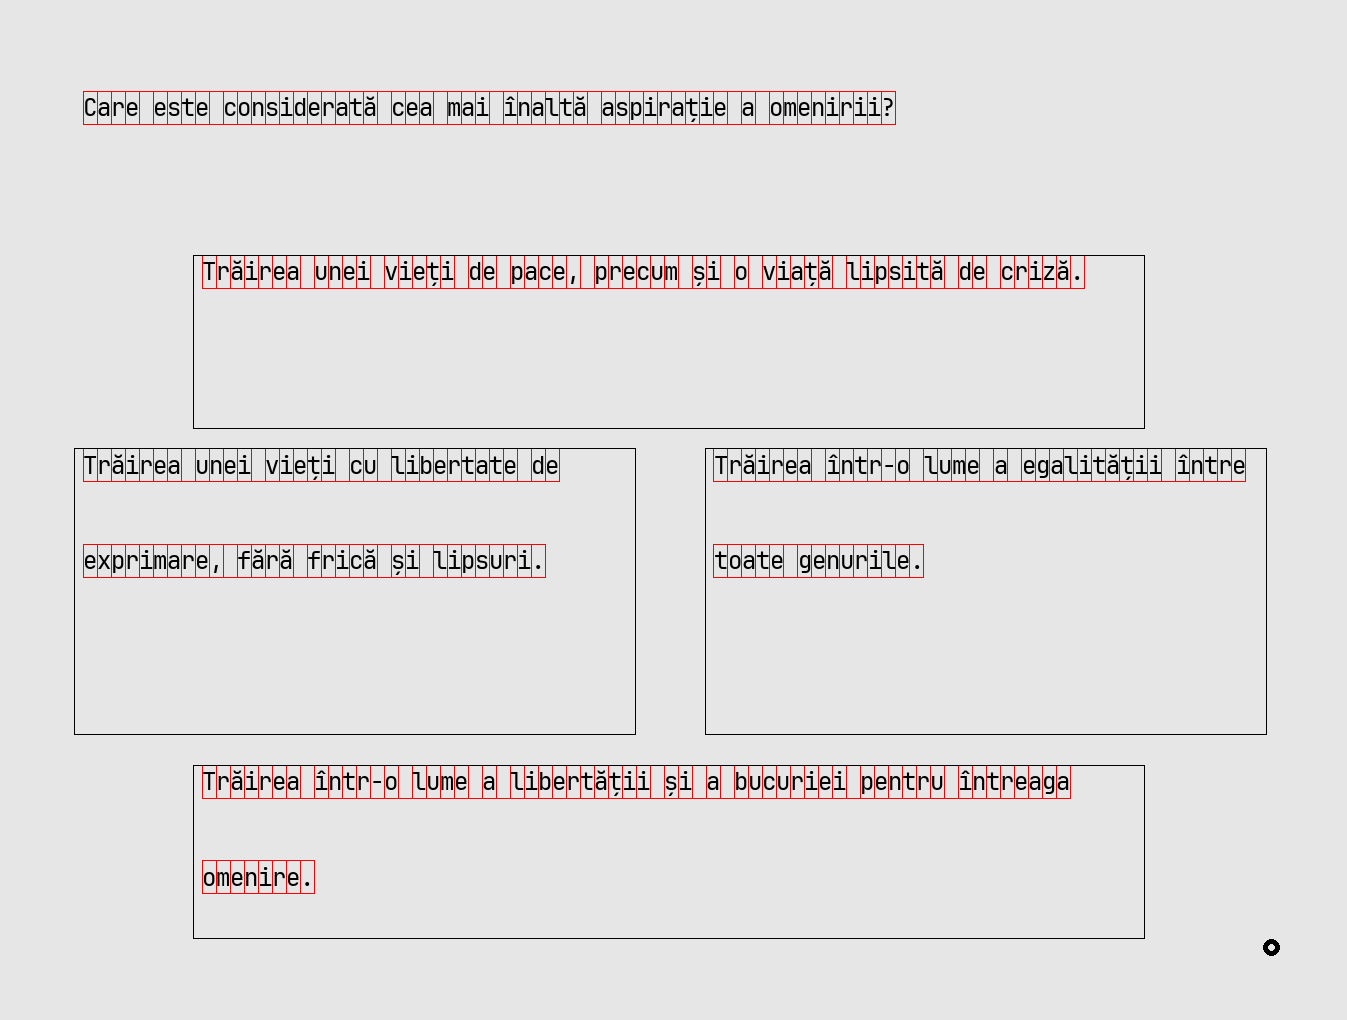 Care este considerată cea mai înaltă aspirație a omenirii?
Trăirea unei vieți de pace, precum și o viață lipsită de criză.
Trăirea unei vieți cu libertate de
exprimare, fără frică și lipsuri.
Trăirea într-o lume a egalității între
toate genurile.
Trăirea într-o lume a libertății și a bucuriei pentru întreaga
omenire.